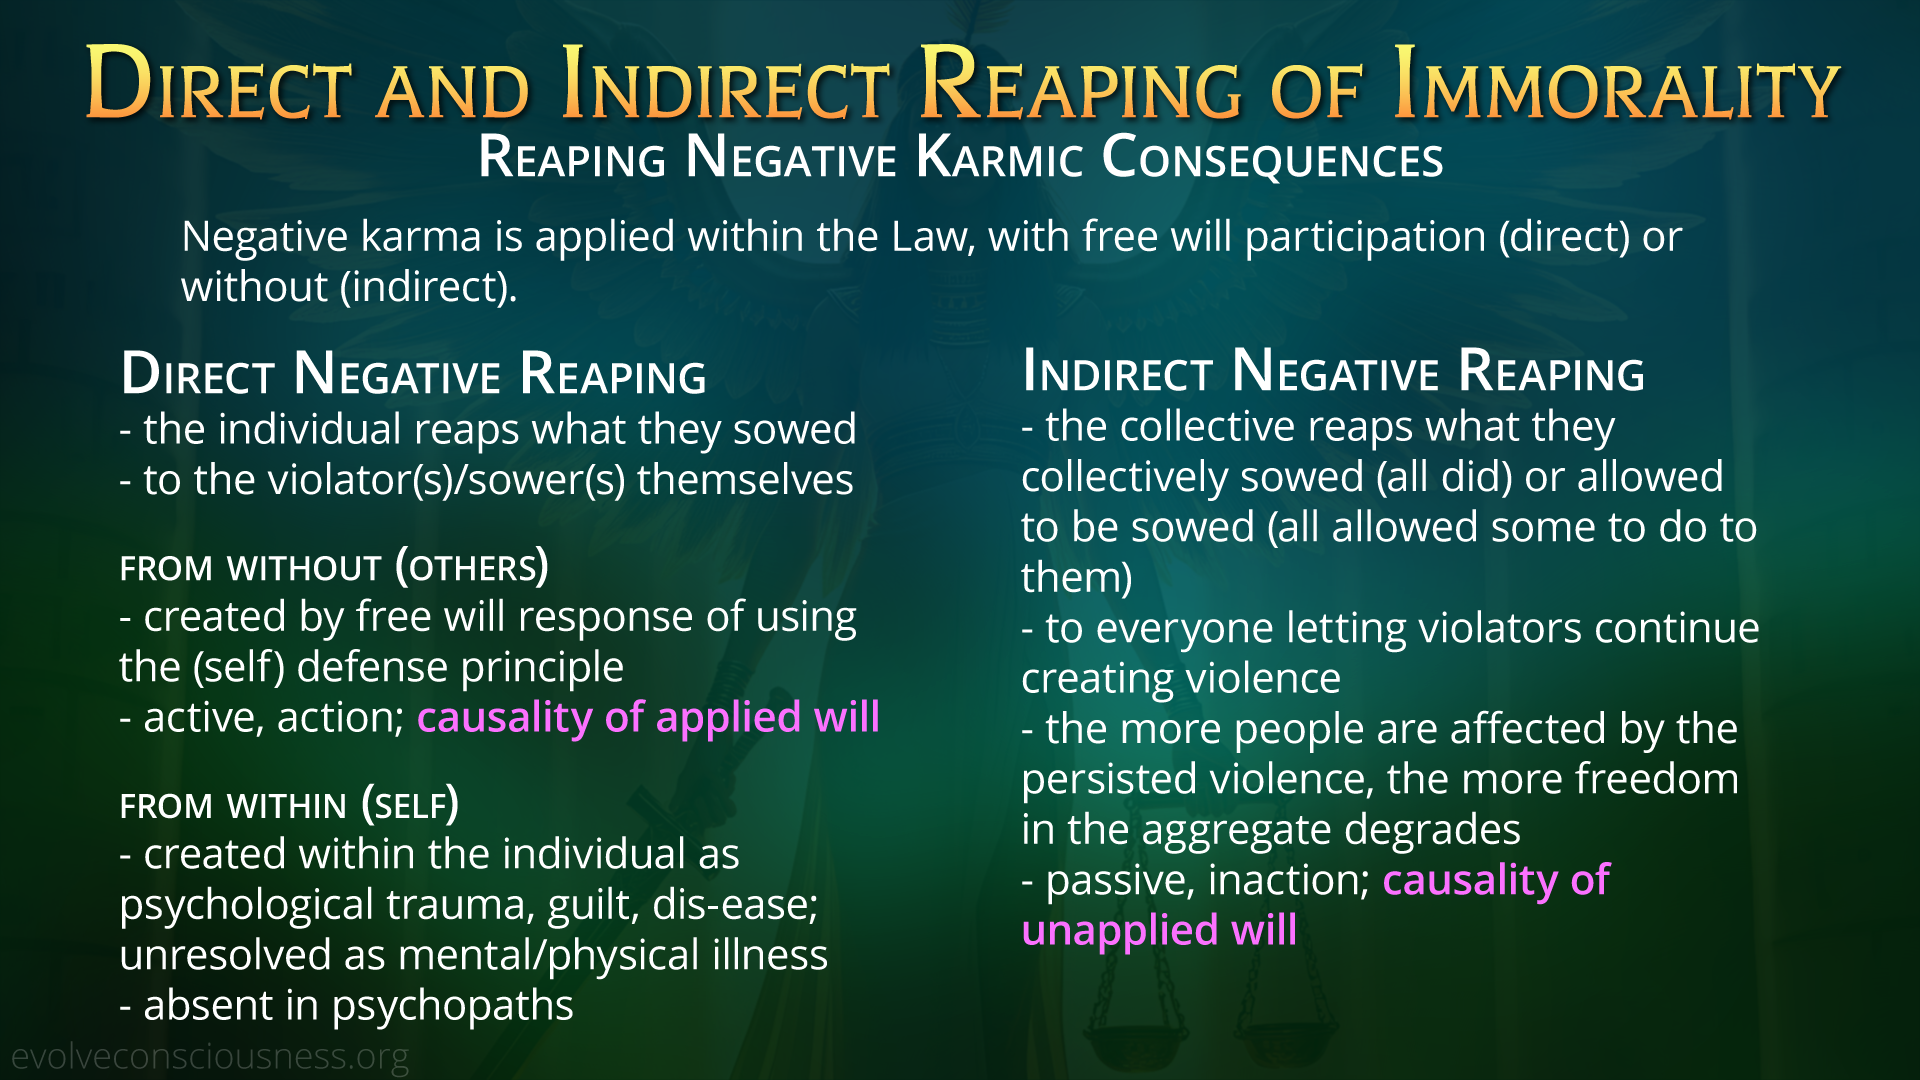 Direct and Indirect Reaping of Immorality
Reaping Negative Karmic Consequences
Negative karma is applied within the Law, with free will participation (direct) or
without (indirect).
Direct Negative Reaping
- the individual reaps what they sowed
- to the violator(s)/sower(s) themselves
from without (others)
- created by free will response of using
the (self) defense principle
- active, action; causality of applied will
from within (self)
- created within the individual as
psychological trauma, guilt, dis-ease;
unresolved as mental/physical illness
- absent in psychopaths
Indirect Negative Reaping
- the collective reaps what they
collectively sowed (all did) or allowed
to be sowed (all allowed some to do to
them)
- to everyone letting violators continue
creating violence
- the more people are affected by the
persisted violence, the more freedom
in the aggregate degrades
- passive, inaction; causality of
unapplied will
evolveconsciousness.org